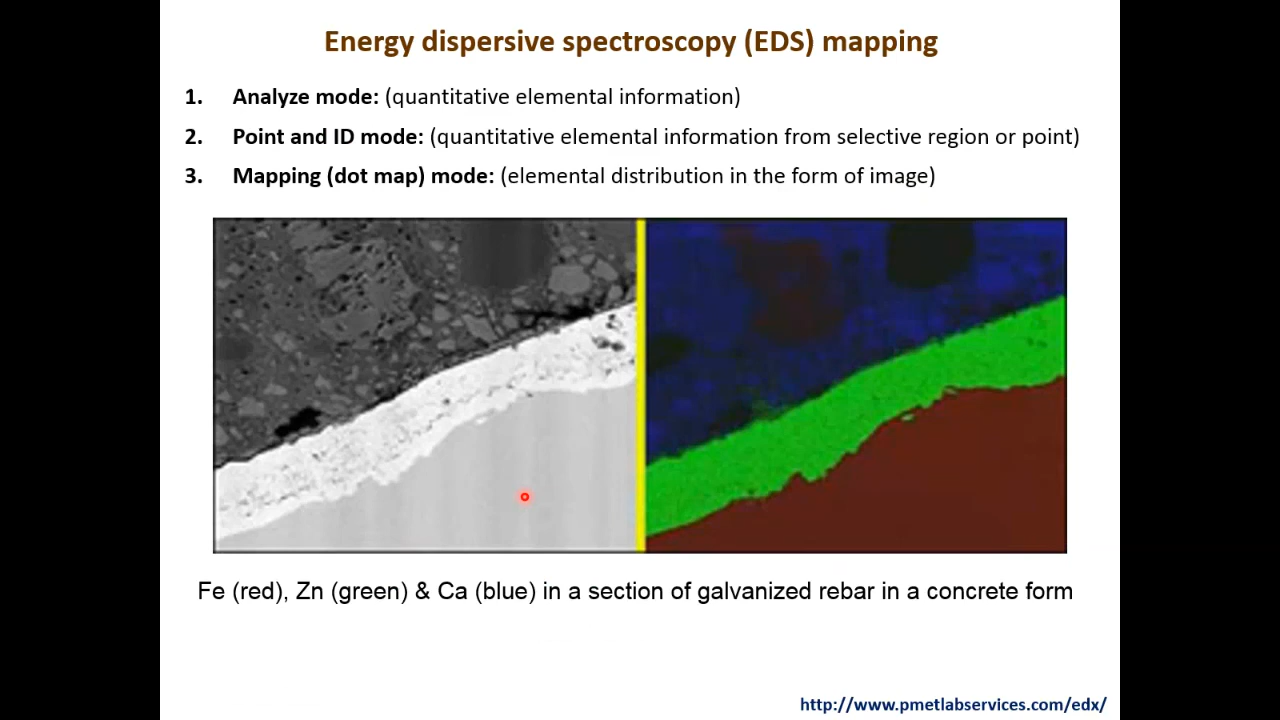 Energy dispersive spectroscopy (EDS) mapping
1. Analyze mode: (quantitative elemental information)
2. Point and ID mode: (quantitative elemental information from selective region or point)
3. Mapping (dot map) mode: (elemental distribution in the form of image)
Fe (red), Zn (green) & Ca (blue) in a section of galvanized rebar in a concrete form
http://www.pmetlabservices.com/edx/